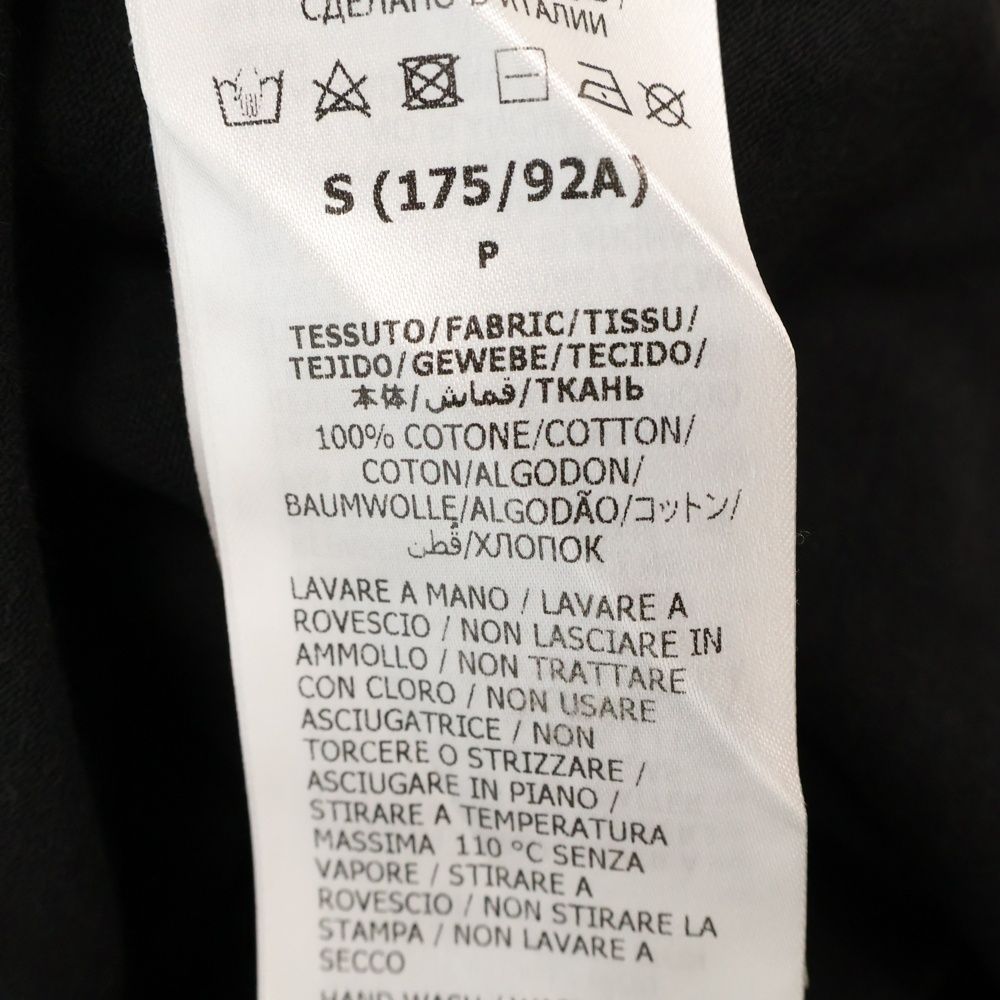 СДЕЛАНО В ИТАЛИИ
S (175/92A)
P
TESSUTO/FABRIC/TISSU/
TEJIDO/GEWEBE/TECIDO/
本体/قماش/ТКАНЬ
100% COTONE/COTTON/
COTON/ALGODON/
BAUMWOLLE/ALGODÃO/コットン/
قُطن/ХЛОПОК
LAVARE A MANO / LAVARE A
ROVESCIO / NON LASCIARE IN
AMMOLLO / NON TRATTARE
CON CLORO / NON USARE
ASCIUGATRICE / NON
TORCERE O STRIZZARE /
ASCIUGARE IN PIANO /
STIRARE A TEMPERATURA
MASSIMA 110 °C SENZA
VAPORE / STIRARE A
ROVESCIO / NON STIRARE LA
STAMPA / NON LAVARE A
SECCO
HAND WASH /